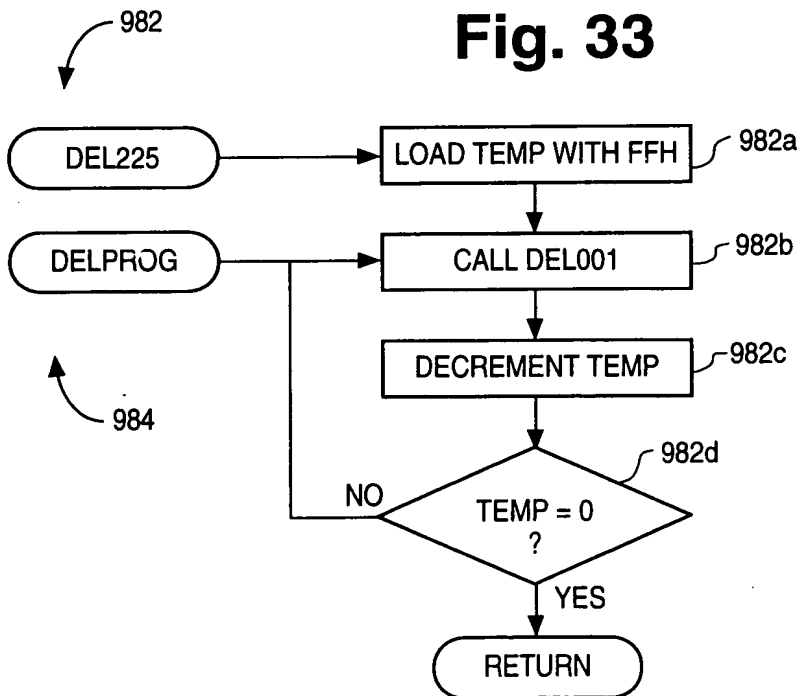 Fig. 33
982
DEL225
LOAD TEMP WITH FFH
982a
DELPROG
CALL DEL001
982b
DECREMENT TEMP
982c
984
982d
NO
TEMP = 0
?
YES
RETURN